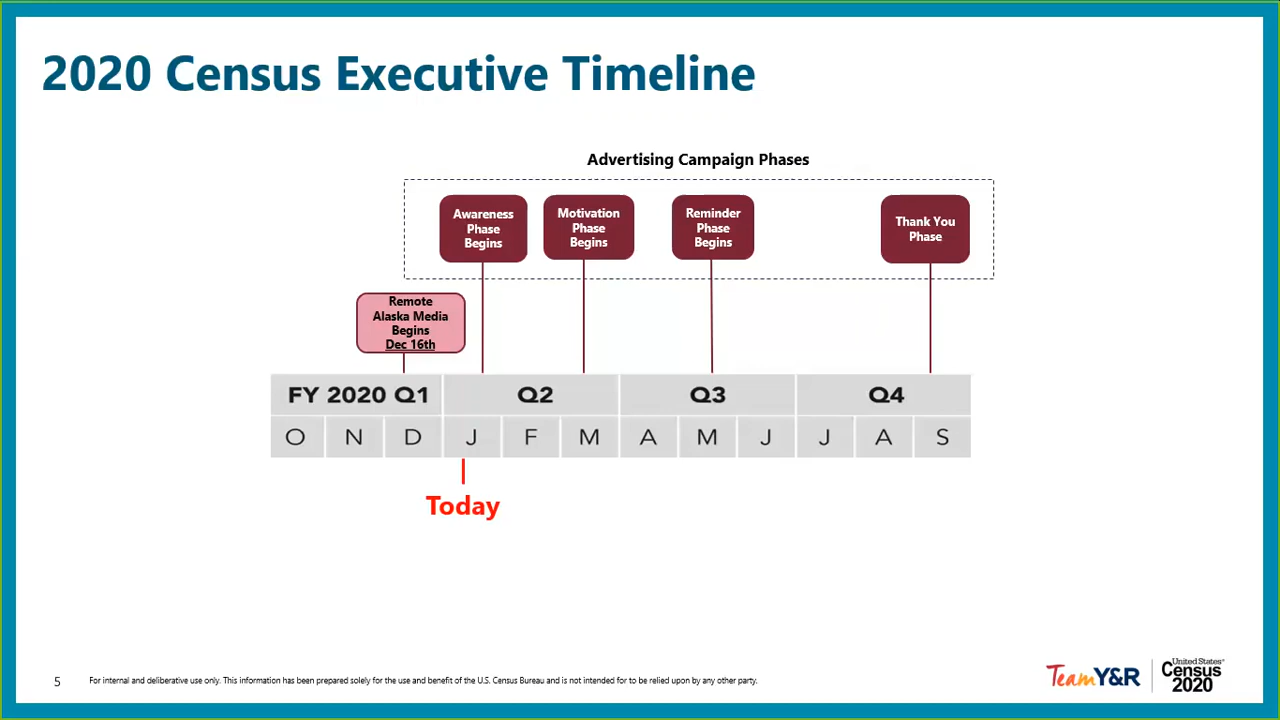 2020 Census Executive Timeline
Advertising Campaign Phases
Awareness
Phase
Begins
Motivation
Phase
Begins
Reminder
Phase
Begins
Thank You
Phase
Remote
Alaska Media
Begins
Dec 16th
FY 2020 Q1 Q2 Q3 Q4
O N D J F M A M J J A S
Today
5 For internal and deliberative use only. This information has been prepared solely for the use and benefit of the U.S. Census Bureau and is not intended for to be relied upon by any other party.
TeamY&R
United States®
Census
2020